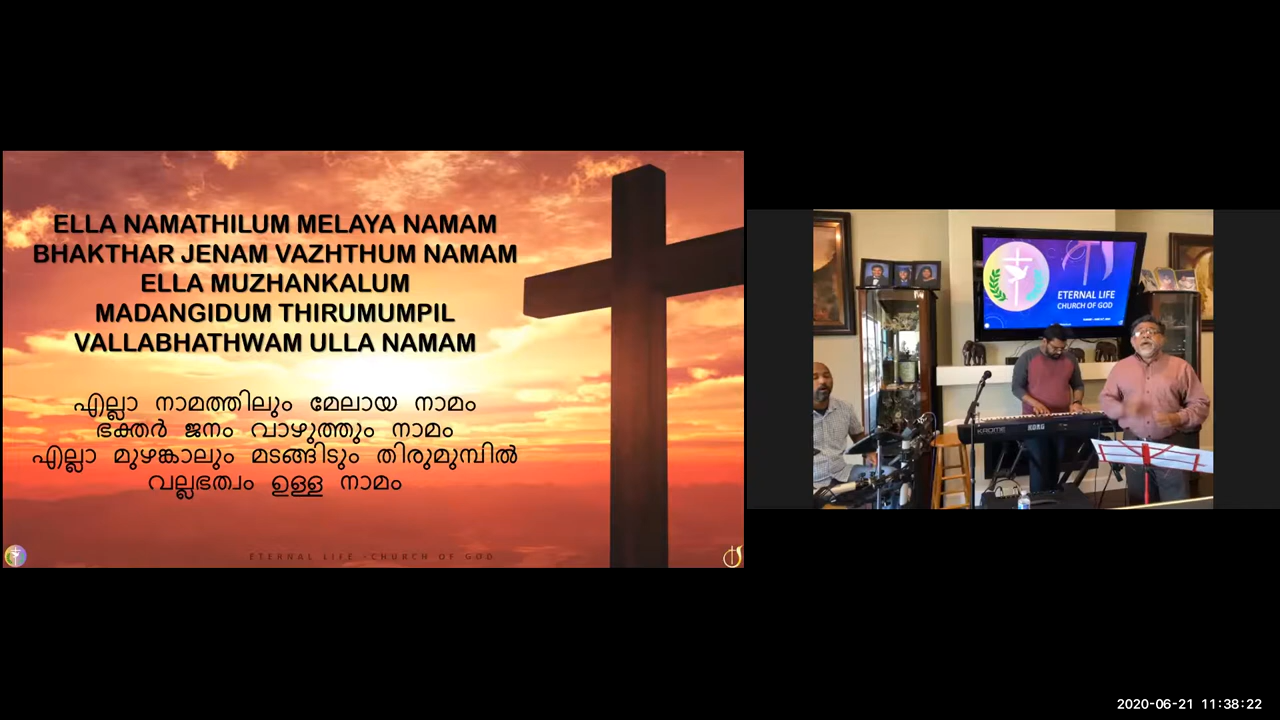 ELLA NAMATHILUM MELAYA NAMAM
BHAKTHAR JENAM VAZHTHUM NAMAM
ELLA MUZHANKALUM
MADANGIDUM THIRUMUMPIL
VALLABHATHWAM ULLA NAMAM
എല്ലാ നാമത്തിലും മേലായ നാമം
ഭക്തർ ജനം വാഴുത്തും നാമം
എല്ലാ മുഴങ്കാലും മടങ്ങിടും തിരുമുമ്പിൽ
വല്ലഭത്വം ഉള്ള നാമം
ETERNAL LIFE -CHURCH OF GOD
ETERNAL LIFE
CHURCH OF GOD
KORG
2020-06-21 11:38:22